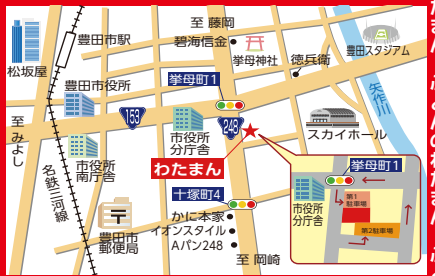 至 藤岡
碧海信金
豊田市駅
挙母神社
豊田スタジアム
松坂屋
徳兵衛
豊田市役所
挙母町1
矢作川
153
248
至 みよし
市役所
分庁舎
スカイホール
市役所
南庁舎
わたまん
名鉄三河線
十塚町4
挙母町1
市役所
分庁舎
第1
駐車場
第2駐車場
かに本家
イオンスタイル
Aパン248
豊田市
郵便局
至 岡崎